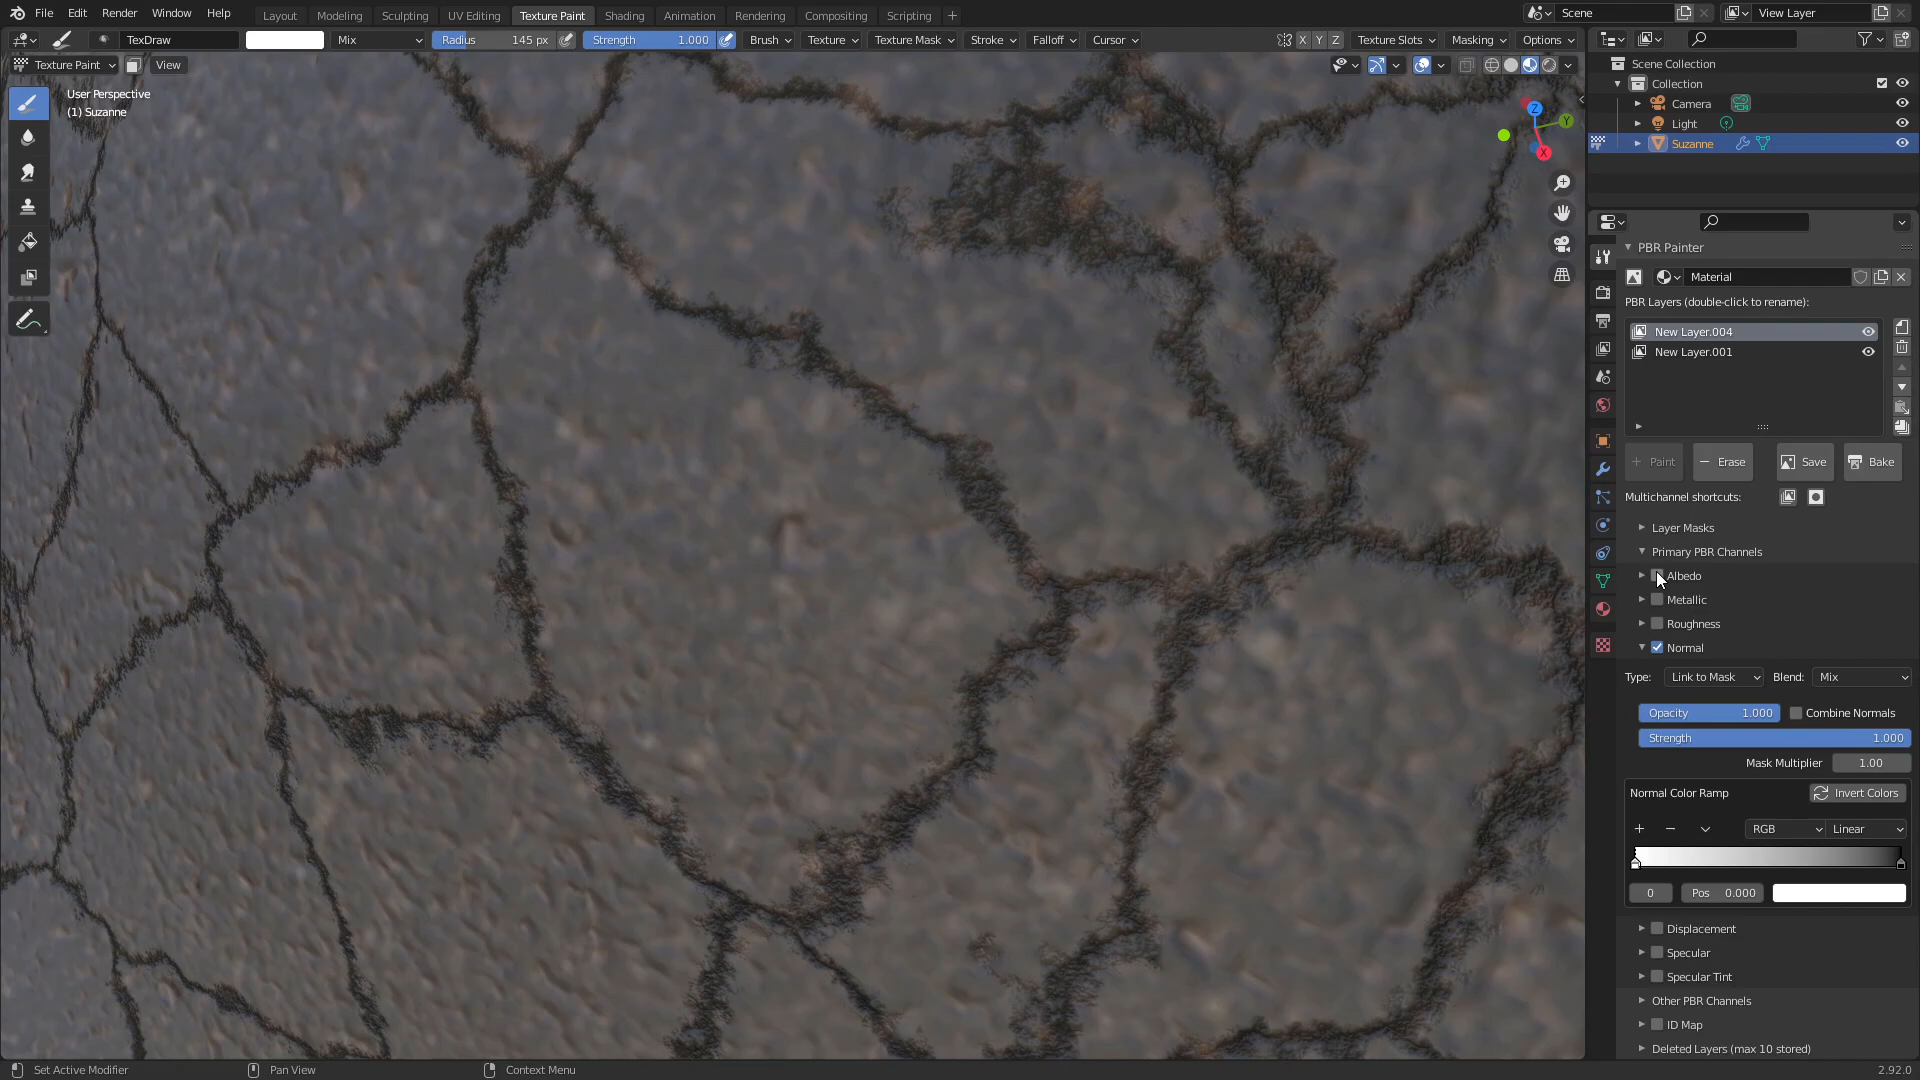 File Edit Render Window Help Layout Modeling Sculpting UV Editing Texture Paint Shading Animation Rendering Compositing Scripting + Scene View Layer
TexDraw Mix Radius 145 px Strength 1.000 Brush Texture Texture Mask Stroke Falloff Cursor X Y Z Texture Slots Masking Options
Texture Paint View
User Perspective
(1) Suzanne
Z
Y
X
Scene Collection
Collection
Camera
Light
Suzanne
PBR Painter
Material
PBR Layers (double-click to rename):
New Layer.004
New Layer.001
Paint Erase Save Bake
Multichannel shortcuts:
Layer Masks
Primary PBR Channels
Albedo
Metallic
Roughness
Normal
Type: Link to Mask Blend: Mix
Opacity 1.000 Combine Normals
Strength 1.000
Mask Multiplier 1.00
Normal Color Ramp Invert Colors
RGB Linear
0 Pos 0.000
Displacement
Specular
Specular Tint
Other PBR Channels
ID Map
Deleted Layers (max 10 stored)
Set Active Modifier Pan View Context Menu 2.92.0